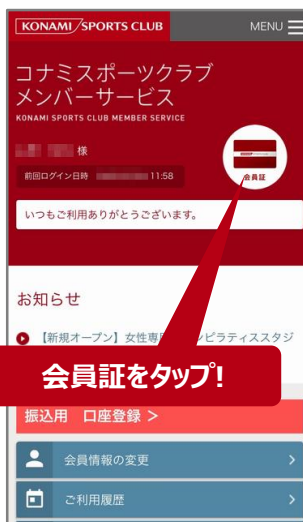 KONAMI SPORTS CLUB
MENU
コナミスポーツクラブ
メンバーサービス
KONAMI SPORTS CLUB MEMBER SERVICE
様
前回ログイン日時 11:58
会員証
いつもご利用ありがとうございます。
お知らせ
【新規オープン】女性専 ンピラティススタジ
会員証をタップ!
振込用 口座登録 >
会員情報の変更
ご利用履歴